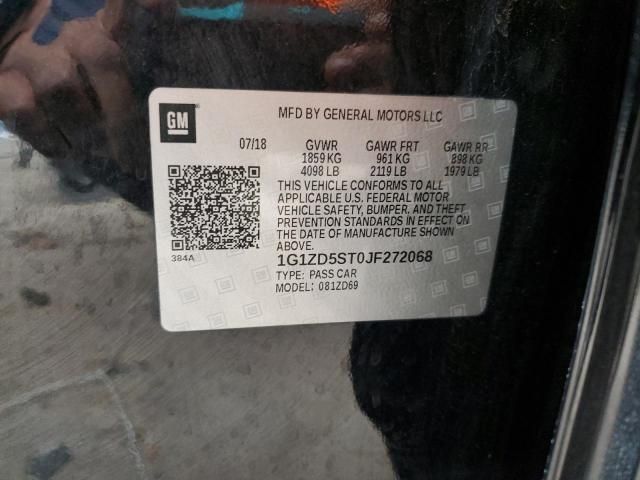 GM
MFD BY GENERAL MOTORS LLC
07/18 GVWR GAWR FRT GAWR RR
1859 KG 961 KG 898 KG
4098 LB 2119 LB 1979 LB
THIS VEHICLE CONFORMS TO ALL
APPLICABLE U.S. FEDERAL MOTOR
VEHICLE SAFETY, BUMPER, AND THEFT
PREVENTION STANDARDS IN EFFECT ON
THE DATE OF MANUFACTURE SHOWN
ABOVE.
384A
1G1ZD5ST0JF272068
TYPE: PASS CAR
MODEL: 081ZD69